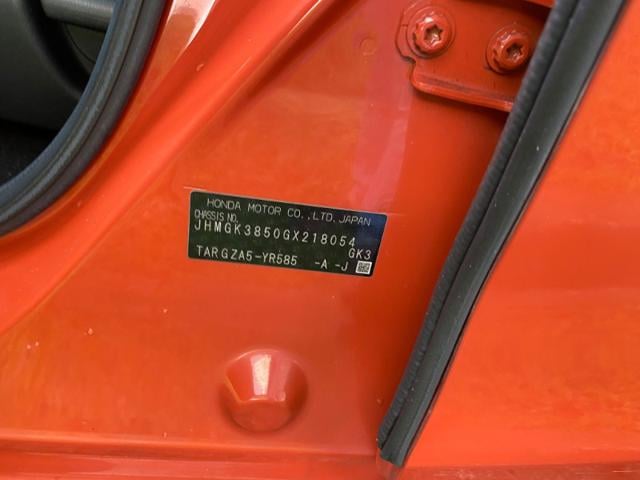 HONDA MOTOR CO.,LTD.JAPAN
CHASSIS NO.
JHMGK3850GX218054
GK3
TARGZA5-YR585 -A -J